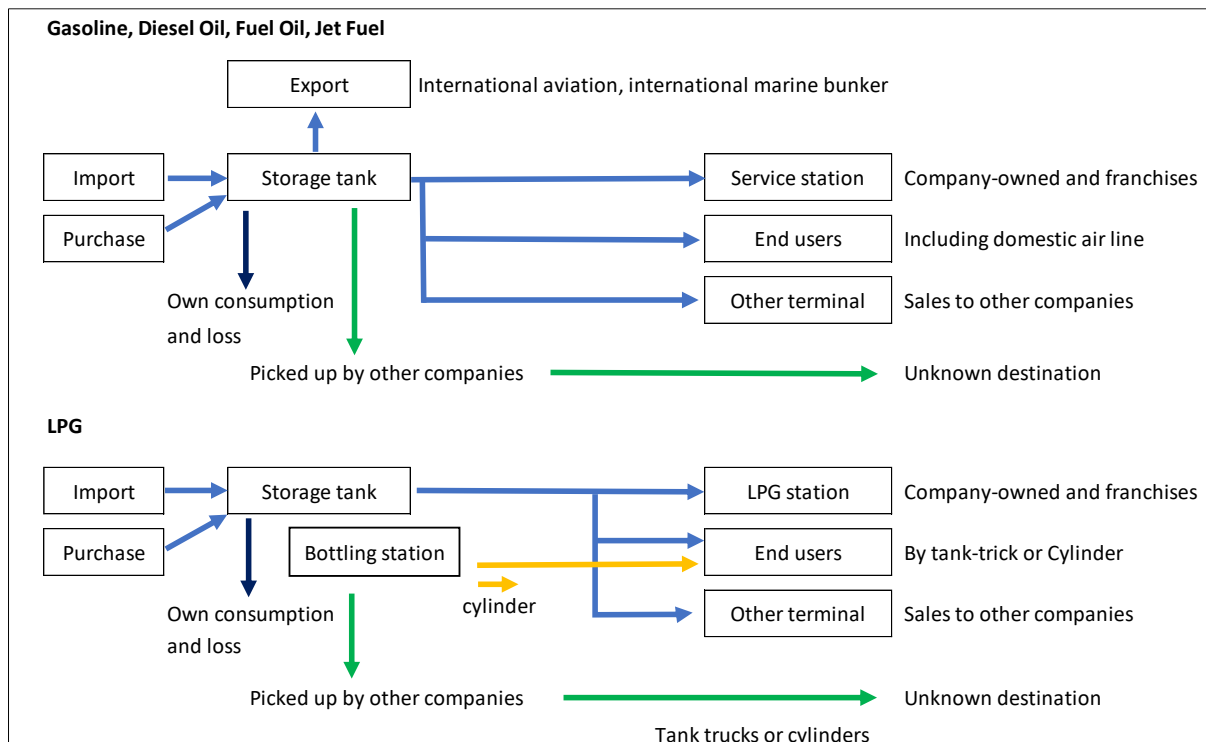 Gasoline, Diesel Oil, Fuel Oil, Jet Fuel
Export
International aviation, international marine bunker
Import
Storage tank
Service station
Company-owned and franchises
Purchase
End users
Including domestic air line
Own consumption
and loss
Other terminal
Sales to other companies
Picked up by other companies
Unknown destination
LPG
Import
Storage tank
LPG station
Company-owned and franchises
Purchase
Bottling station
End users
By tank-trick or Cylinder
cylinder
Own consumption
and loss
Other terminal
Sales to other companies
Picked up by other companies
Unknown destination
Tank trucks or cylinders